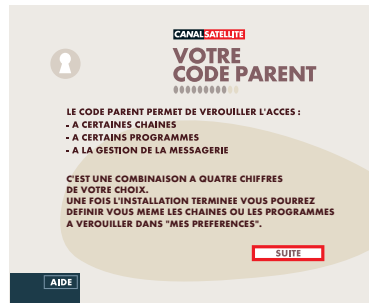 CANALSATELLITE
VOTRE
CODE PARENT
LE CODE PARENT PERMET DE VEROUILLER L'ACCES :
- A CERTAINES CHAINES
- A CERTAINS PROGRAMMES
- A LA GESTION DE LA MESSAGERIE
C'EST UNE COMBINAISON A QUATRE CHIFFRES
DE VOTRE CHOIX.
UNE FOIS L'INSTALLATION TERMINEE VOUS POURREZ
DEFINIR VOUS MEME LES CHAINES OU LES PROGRAMMES
A VEROUILLER DANS "MES PREFERENCES".
SUITE
AIDE